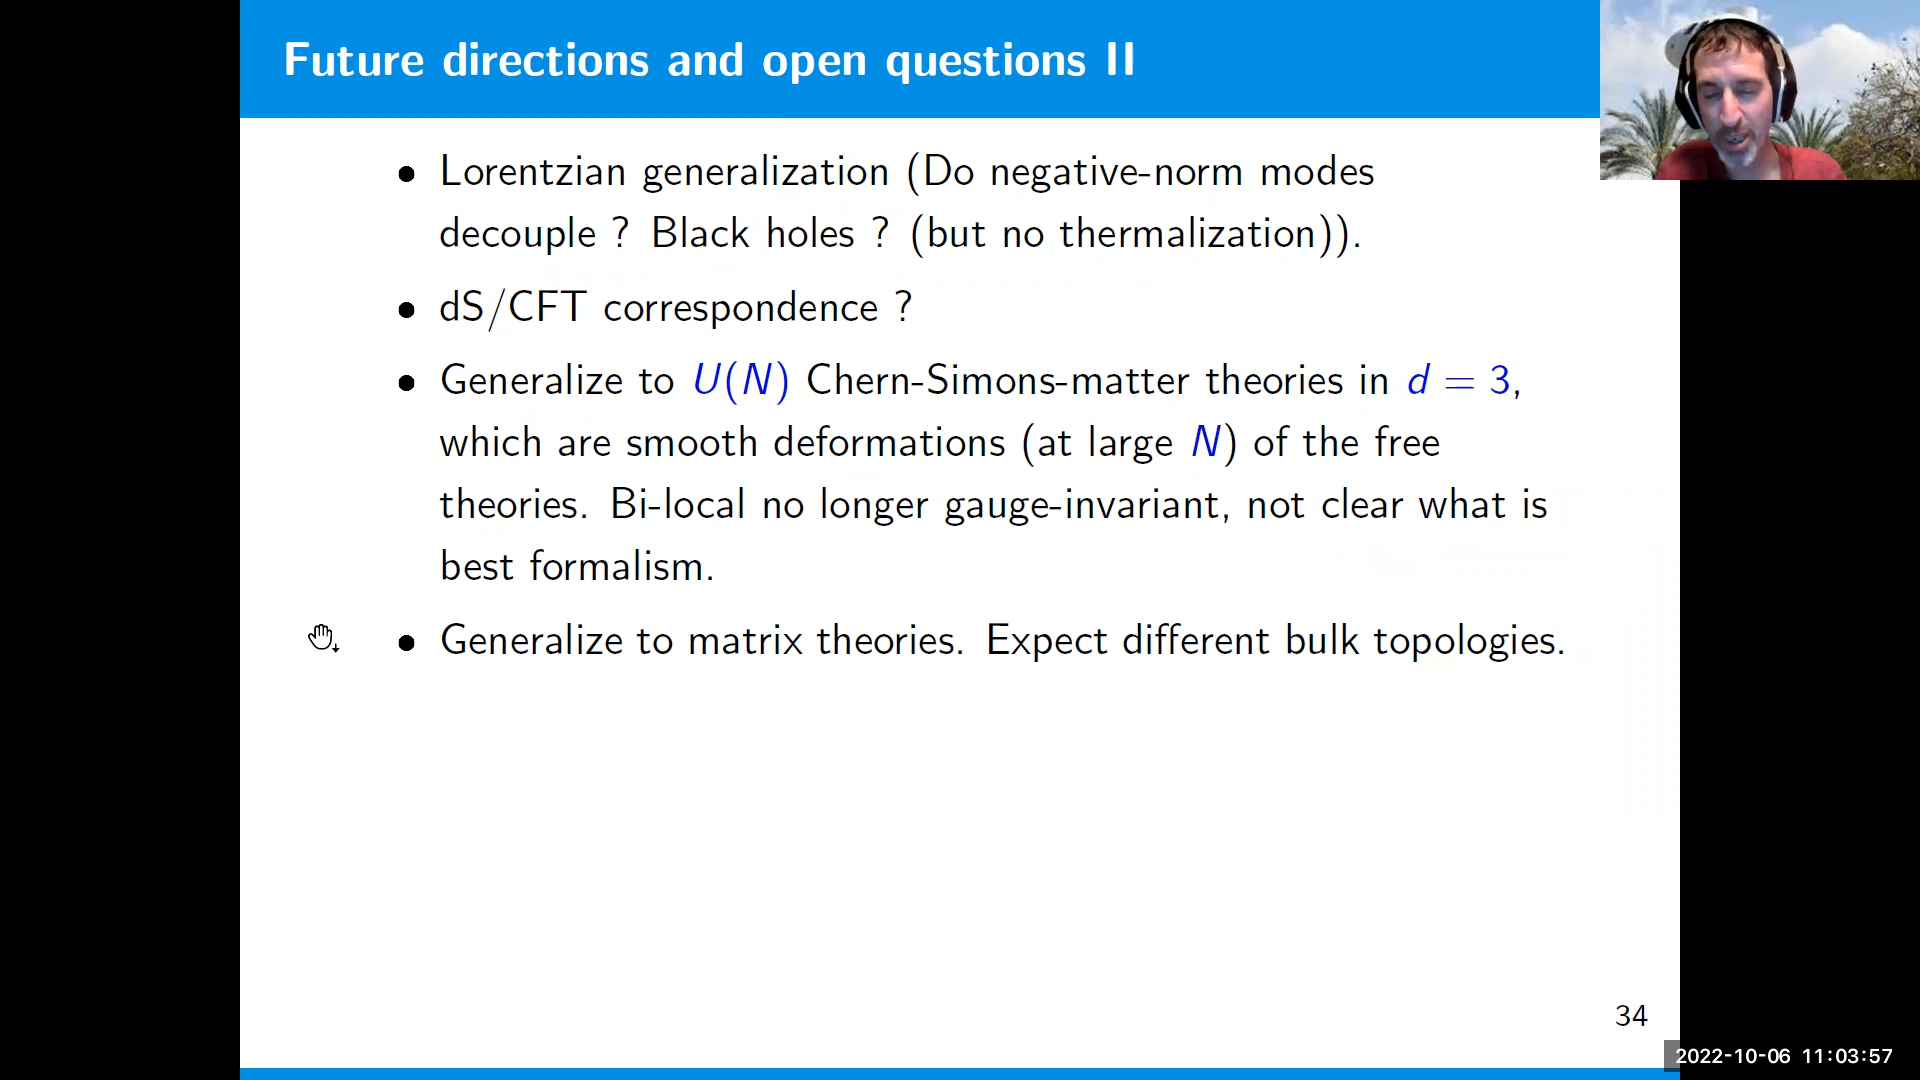 Future directions and open questions II
• Lorentzian generalization (Do negative-norm modes
decouple ? Black holes ? (but no thermalization)).
• dS/CFT correspondence ?
• Generalize to U(N) Chern-Simons-matter theories in d = 3,
which are smooth deformations (at large N) of the free
theories. Bi-local no longer gauge-invariant, not clear what is
best formalism.
• Generalize to matrix theories. Expect different bulk topologies.
34
2022-10-06 11:03:57